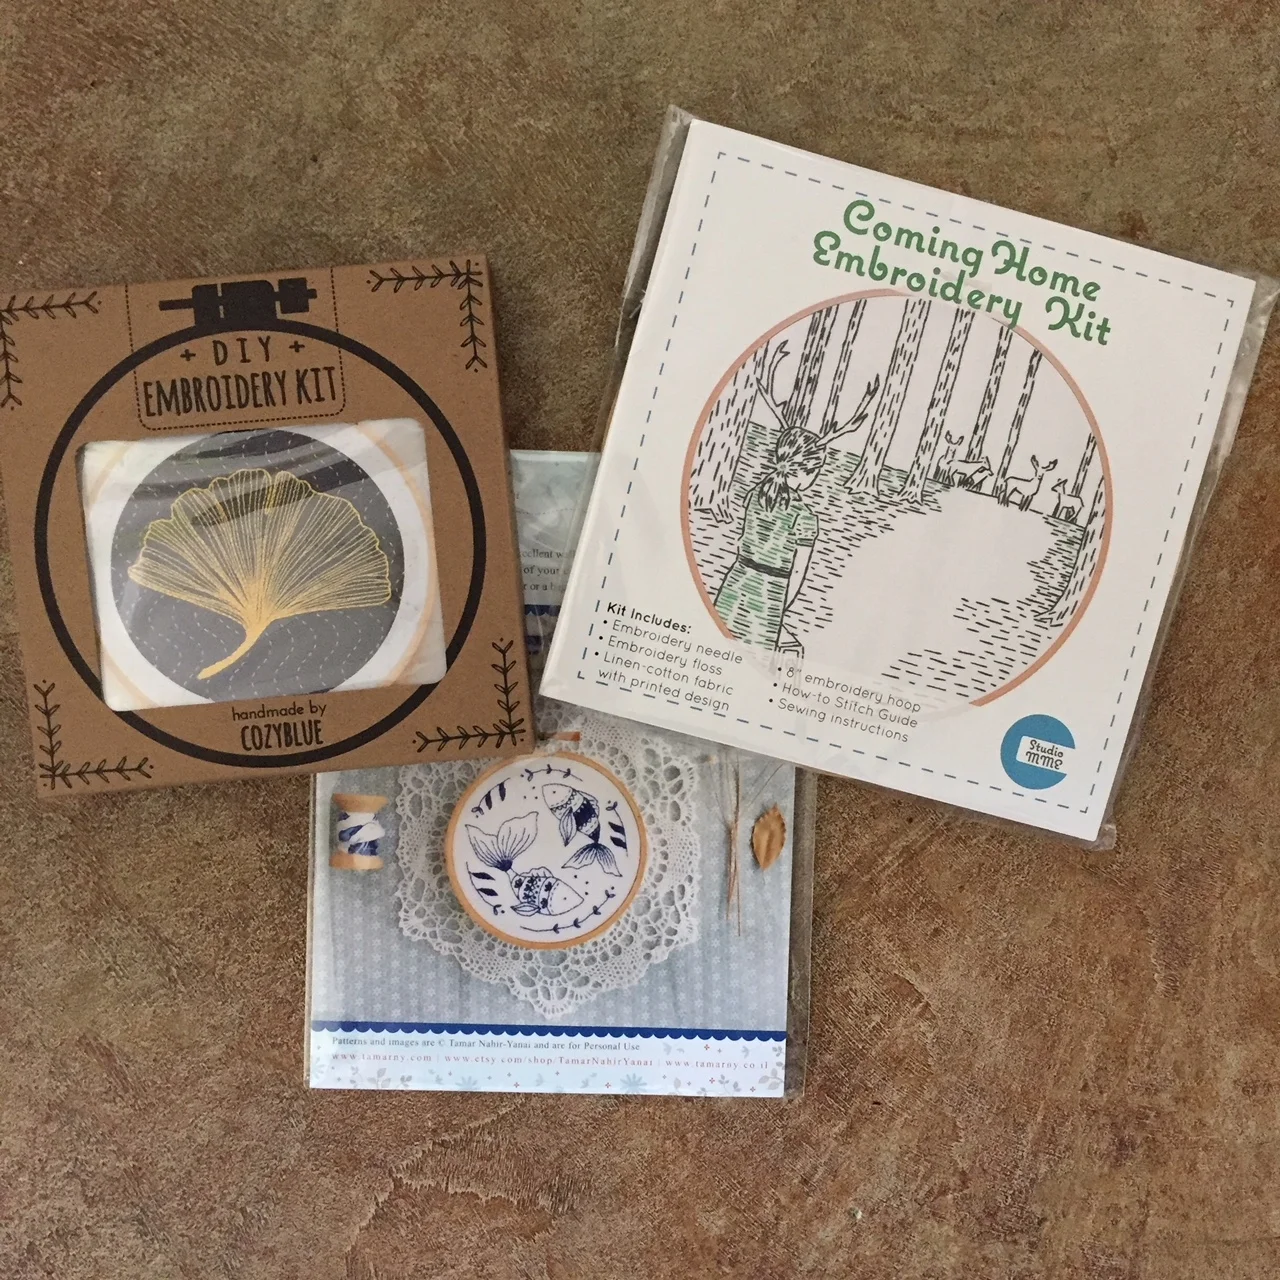 + DIY +
EMBROIDERY KIT
handmade by
COZYBLUE
Coming Home
Embroidery Kit
Kit Includes:
• Embroidery needle
• Embroidery floss
• Linen-cotton fabric
with printed design
• 8" embroidery hoop
• How-to Stitch Guide
• Sewing instructions
Studio
MME
of your
or a
Patterns and images are © Tamar Nahir-Yanai and are for Personal Use
www.tamarny.com | www.etsy.com/shop/TamarNahirYanai | www.tamarny.co.il